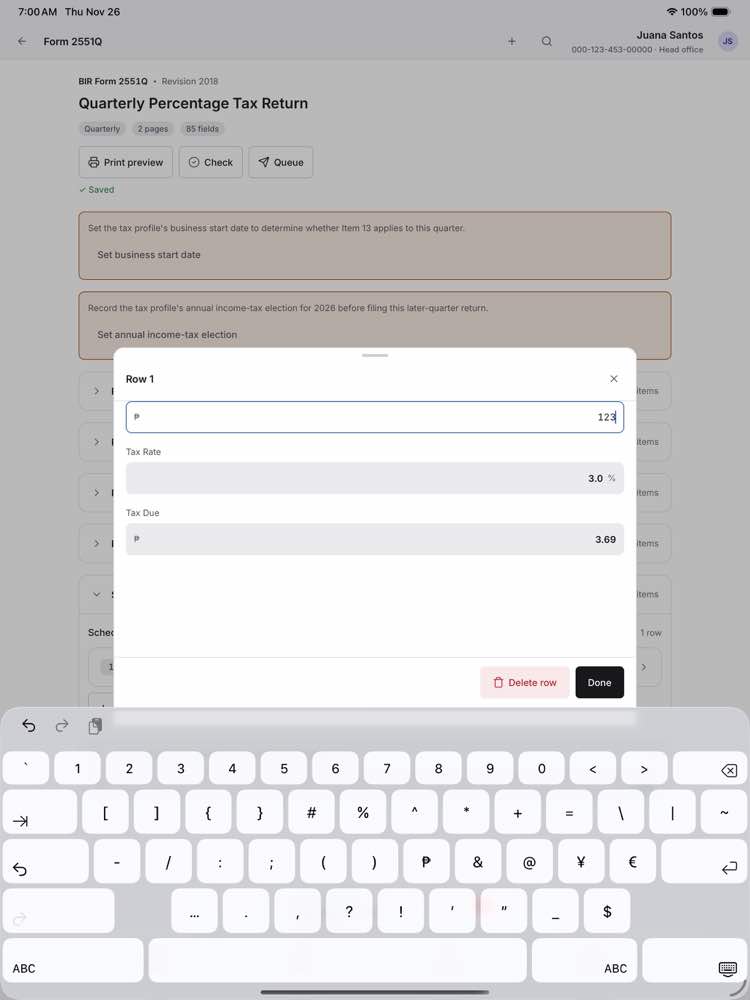 7:00 AM Thu Nov 26
100%
Form 2551Q
Juana Santos
000-123-453-00000 · Head office
JS
BIR Form 2551Q • Revision 2018
Quarterly Percentage Tax Return
Quarterly
2 pages
85 fields
Print preview
Check
Queue
✓ Saved
Set the tax profile's business start date to determine whether Item 13 applies to this quarter.
Set business start date
Record the tax profile's annual income-tax election for 2026 before filing this later-quarter return.
Set annual income-tax election
Row 1
items
₱ 123
items
Tax Rate
3.0 %
items
Tax Due
₱ 3.69
items
items
Sched
1 row
1
Delete row
Done
` 1 2 3 4 5 6 7 8 9 0 < >
[ ] { } # % ^ * + = \ | ~
- / : ; ( ) ₱ & @ ¥ €
… . , ? ! ' " _ $
ABC
ABC